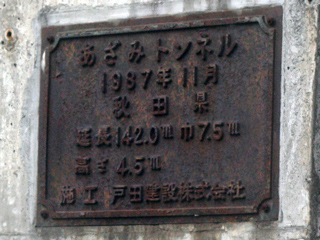 あざみトンネル
1987年11月
秋田県
延長142.0m 巾7.5m
高さ 4.5m
施工 戸田建設株式会社